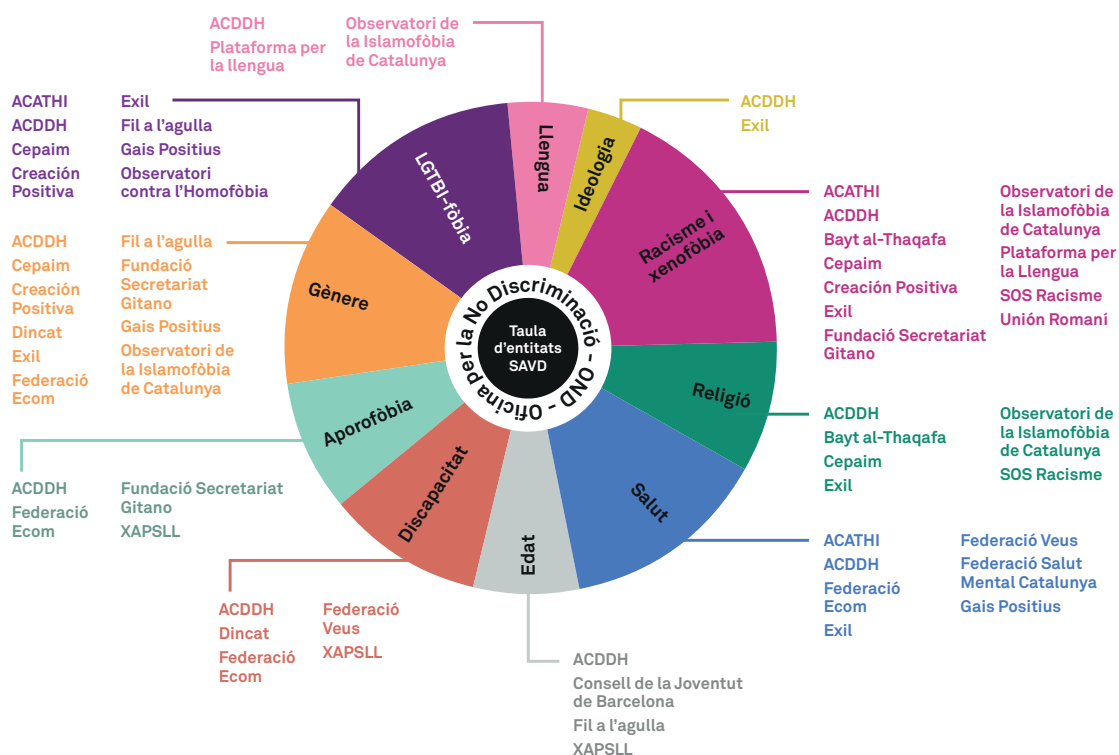 ACDDH
Plataforma per
la llengua
Observatori de
la Islamofòbia
de Catalunya
ACATHI
ACDDH
Cepaim
Creación
Positiva
Exil
Fil a l’agulla
Gais Positius
Observatori
contra l’Homofòbia
ACDDH
Exil
ACDDH
Cepaim
Creación
Positiva
Dincat
Exil
Federació
Ecom
Fil a l’agulla
Fundació
Secretariat
Gitano
Gais Positius
Observatori de
la Islamofòbia
de Catalunya
ACATHI
ACDDH
Bayt al-Thaqafa
Cepaim
Creación Positiva
Exil
Fundació Secretariat
Gitano
Observatori de
la Islamofòbia
de Catalunya
Plataforma per
la Llengua
SOS Racisme
Unión Romaní
LGTBI-fòbia
Llengua
Ideologia
Racisme i
xenofòbia
Gènere
Religió
Aporofòbia
Discapacitat
Edat
Salut
OND - Oficina per la No Discriminació -
Taula
d’entitats
SAVD
ACDDH
Federació
Ecom
Fundació Secretariat
Gitano
XAPSLL
ACDDH
Bayt al-Thaqafa
Cepaim
Exil
Observatori de
la Islamofòbia
de Catalunya
SOS Racisme
ACATHI
ACDDH
Federació
Ecom
Exil
Federació Veus
Federació Salut
Mental Catalunya
Gais Positius
ACDDH
Dincat
Federació
Ecom
Federació
Veus
XAPSLL
ACDDH
Consell de la Joventut
de Barcelona
Fil a l’agulla
XAPSLL